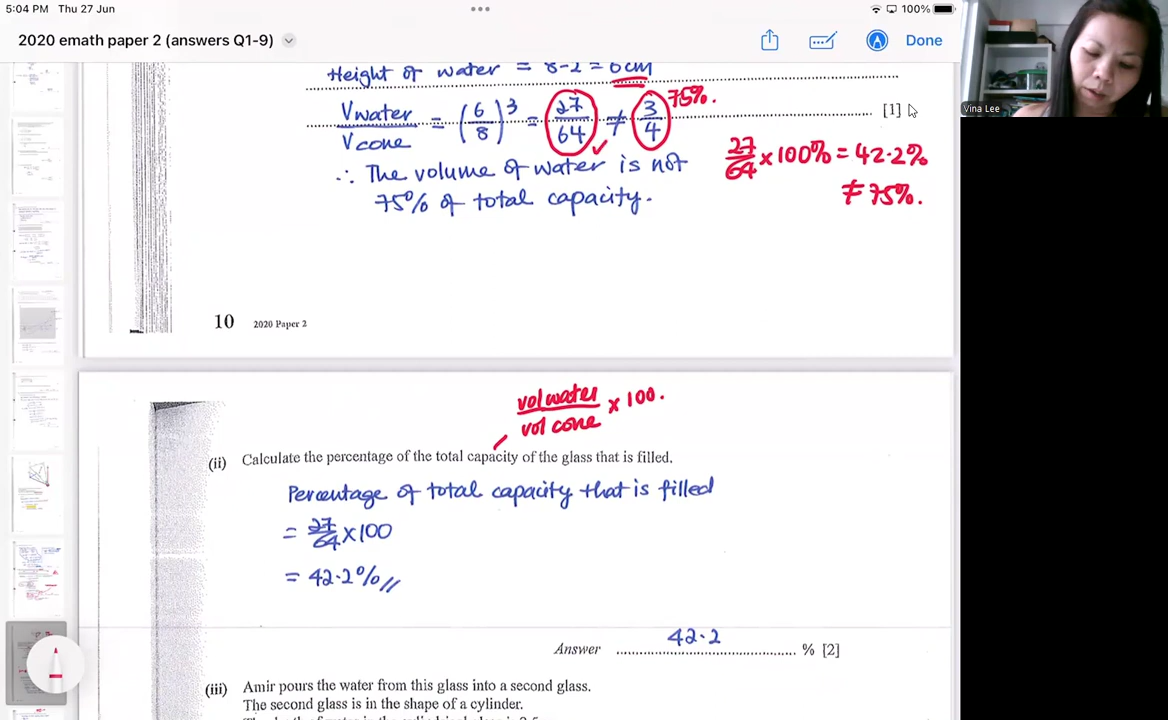 5:04 PM Thu 27 Jun
100%
2020 emath paper 2 (answers Q1-9)
Done
Vina Lee
Height of water = 8-2 = 6cm
Vwater/Vcone = (6/8)^3 = 27/64 ≠ 3/4 75%.
[1]
27/64 × 100% = 42.2%
≠ 75%.
∴ The volume of water is not
75% of total capacity.
10 2020 Paper 2
vol water/vol cone × 100.
(ii) Calculate the percentage of the total capacity of the glass that is filled.
Percentage of total capacity that is filled
= 27/64 × 100
= 42.2%//
42.2
Answer % [2]
(iii) Amir pours the water from this glass into a second glass.
The second glass is in the shape of a cylinder.